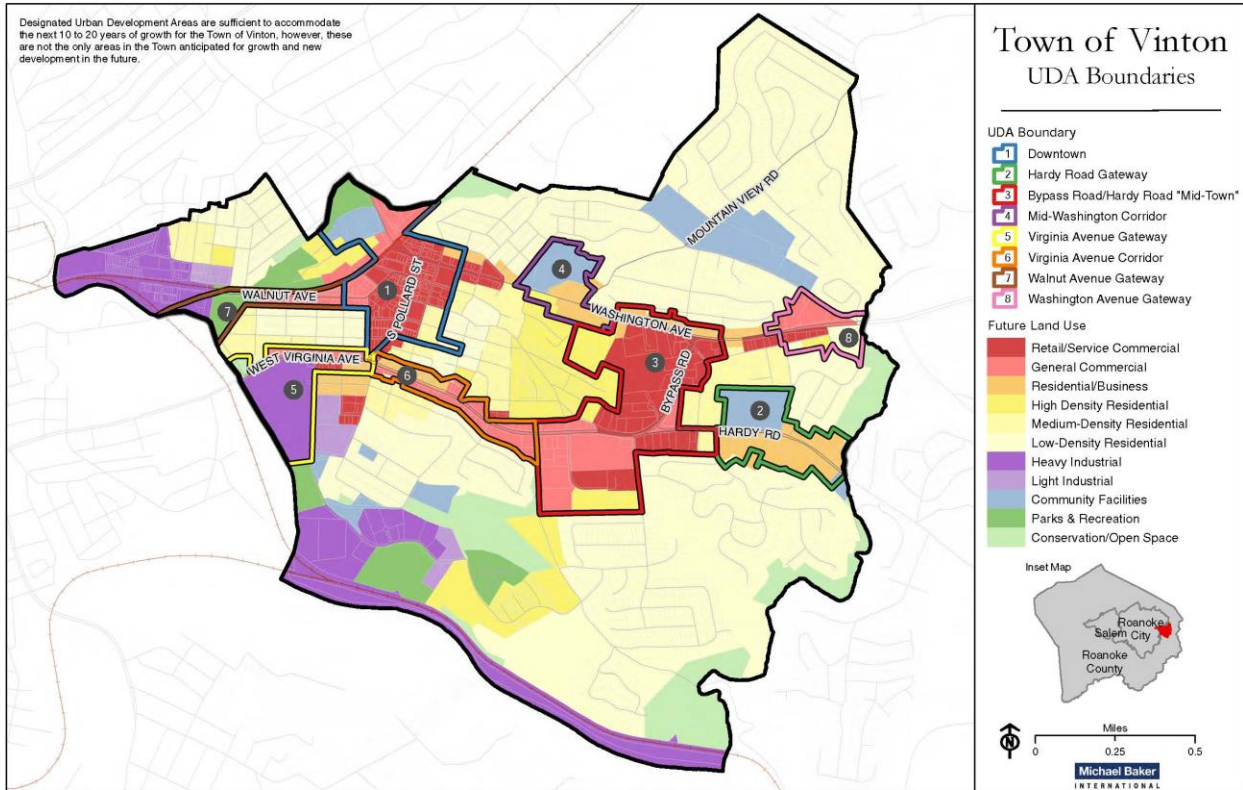 Designated Urban Development Areas are sufficient to accommodate
the next 10 to 20 years of growth for the Town of Vinton, however, these
are not the only areas in the Town anticipated for growth and new
development in the future.
MOUNTAIN VIEW RD
4
WALNUT AVE
1
S POLLARD ST
WASHINGTON AVE
7
8
3
BYPASS RD
WEST VIRGINIA AVE
6
5
2
HARDY RD
Town of Vinton
UDA Boundaries
UDA Boundary
1 Downtown
2 Hardy Road Gateway
3 Bypass Road/Hardy Road "Mid-Town"
4 Mid-Washington Corridor
5 Virginia Avenue Gateway
6 Virginia Avenue Corridor
7 Walnut Avenue Gateway
8 Washington Avenue Gateway
Future Land Use
Retail/Service Commercial
General Commercial
Residential/Business
High Density Residential
Medium-Density Residential
Low-Density Residential
Heavy Industrial
Light Industrial
Community Facilities
Parks & Recreation
Conservation/Open Space
Inset Map
Roanoke
Salem City
Roanoke
County
N
Miles
0 0.25 0.5
Michael Baker
INTERNATIONAL